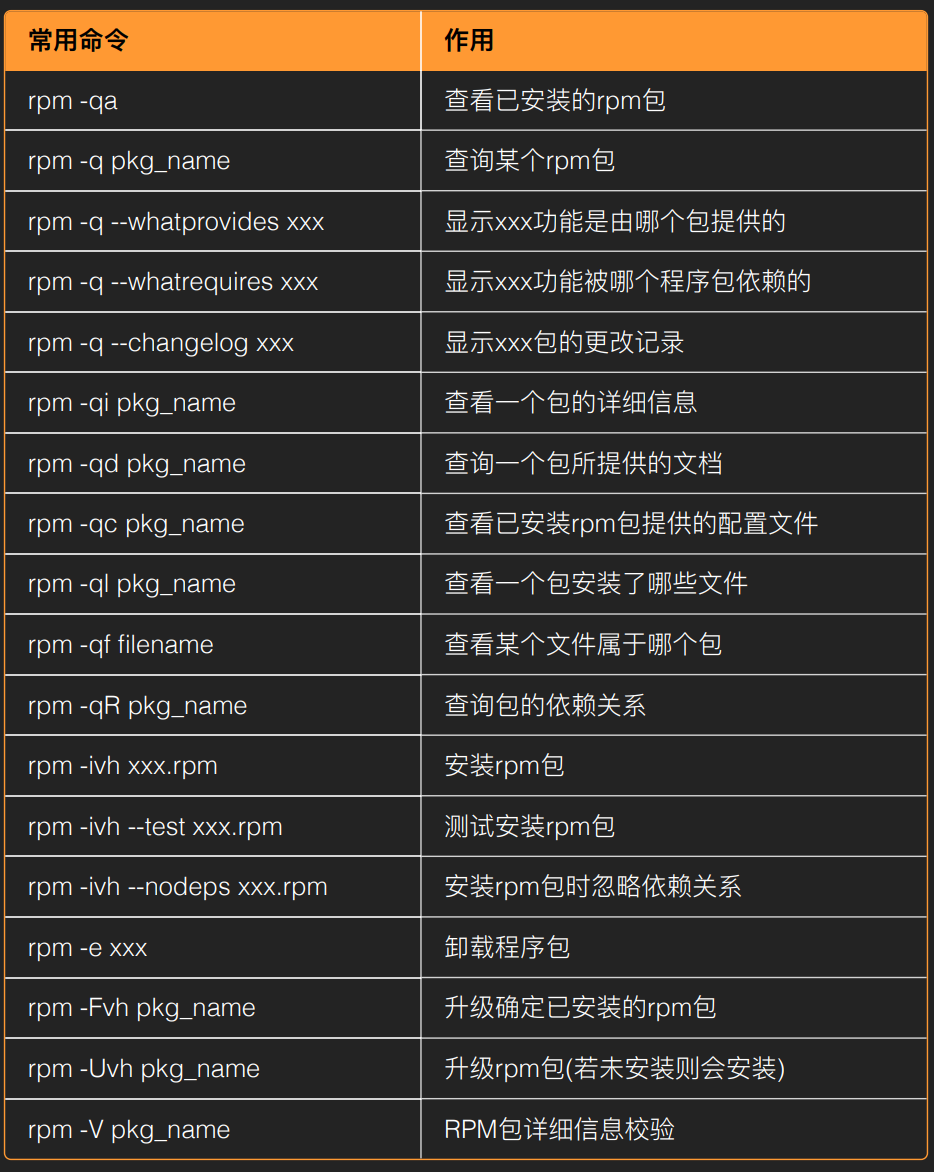 常用命令 作用
rpm -qa 查看已安装的rpm包
rpm -q pkg_name 查询某个rpm包
rpm -q --whatprovides xxx 显示xxx功能是由哪个包提供的
rpm -q --whatrequires xxx 显示xxx功能被哪个程序包依赖的
rpm -q --changelog xxx 显示xxx包的更改记录
rpm -qi pkg_name 查看一个包的详细信息
rpm -qd pkg_name 查询一个包所提供的文档
rpm -qc pkg_name 查看已安装rpm包提供的配置文件
rpm -ql pkg_name 查看一个包安装了哪些文件
rpm -qf filename 查看某个文件属于哪个包
rpm -qR pkg_name 查询包的依赖关系
rpm -ivh xxx.rpm 安装rpm包
rpm -ivh --test xxx.rpm 测试安装rpm包
rpm -ivh --nodeps xxx.rpm 安装rpm包时忽略依赖关系
rpm -e xxx 卸载程序包
rpm -Fvh pkg_name 升级确定已安装的rpm包
rpm -Uvh pkg_name 升级rpm包(若未安装则会安装)
rpm -V pkg_name RPM包详细信息校验